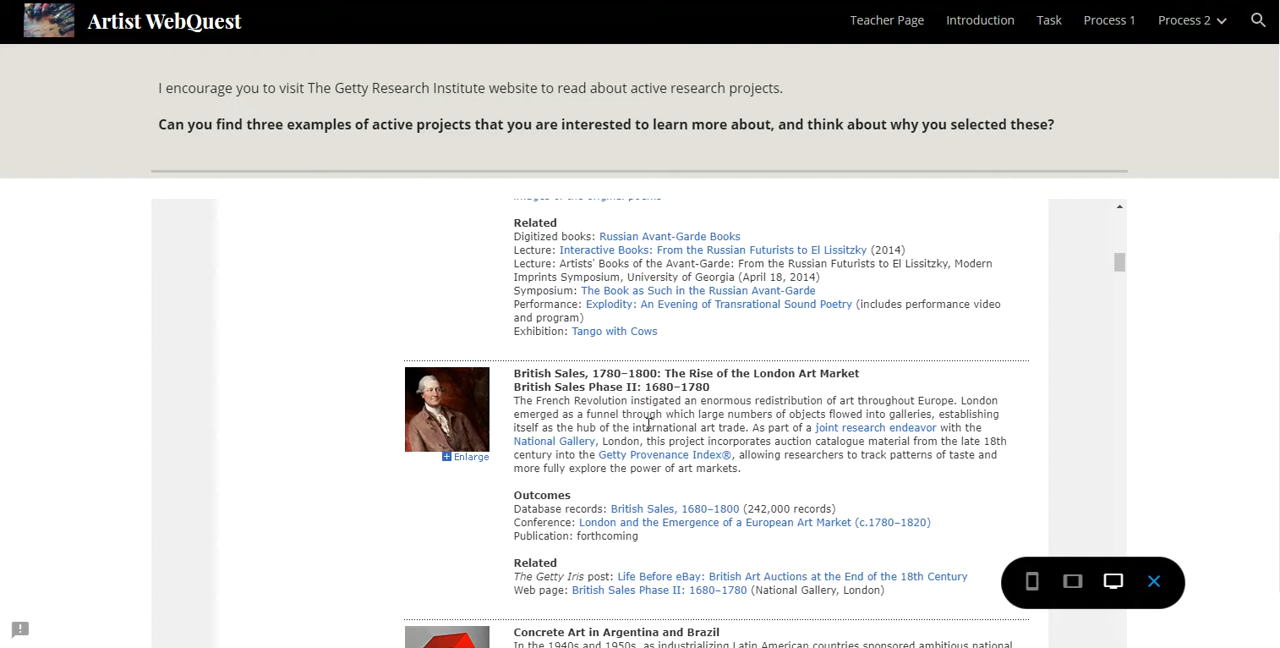 Artist WebQuest
Teacher Page
Introduction
Task
Process 1
Process 2
I encourage you to visit The Getty Research Institute website to read about active research projects.
Can you find three examples of active projects that you are interested to learn more about, and think about why you selected these?
Related
Digitized books: Russian Avant-Garde Books
Lecture: Interactive Books: From the Russian Futurists to El Lissitzky (2014)
Lecture: Artists' Books of the Avant-Garde: From the Russian Futurists to El Lissitzky, Modern
Imprints Symposium, University of Georgia (April 18, 2014)
Symposium: The Book as Such in the Russian Avant-Garde
Performance: Explodity: An Evening of Transrational Sound Poetry (includes performance video
and program)
Exhibition: Tango with Cows
British Sales, 1780–1800: The Rise of the London Art Market
British Sales Phase II: 1680–1780
The French Revolution instigated an enormous redistribution of art throughout Europe. London
emerged as a funnel through which large numbers of objects flowed into galleries, establishing
itself as the hub of the international art trade. As part of a joint research endeavor with the
National Gallery, London, this project incorporates auction catalogue material from the late 18th
century into the Getty Provenance Index®, allowing researchers to track patterns of taste and
more fully explore the power of art markets.
Enlarge
Outcomes
Database records: British Sales, 1680–1800 (242,000 records)
Conference: London and the Emergence of a European Art Market (c.1780–1820)
Publication: forthcoming
Related
The Getty Iris post: Life Before eBay: British Art Auctions at the End of the 18th Century
Web page: British Sales Phase II: 1680–1780 (National Gallery, London)
Concrete Art in Argentina and Brazil
In the 1940s and 1950s, as industrializing Latin American countries sponsored ambitious national